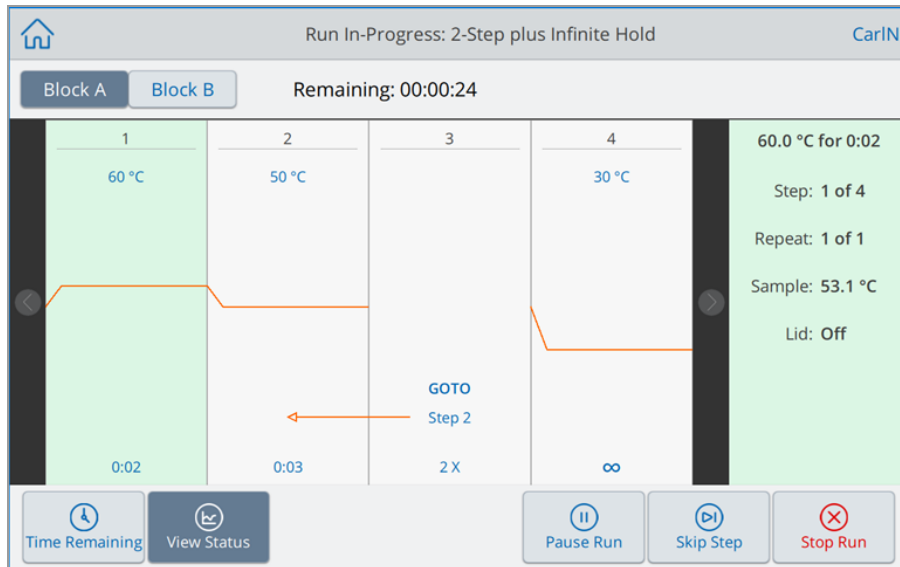 Run In-Progress: 2-Step plus Infinite Hold
CarlN
Block A
Block B
Remaining: 00:00:24
1
2
3
4
60 °C
50 °C
30 °C
GOTO
Step 2
0:02
0:03
2 X
∞
60.0 °C for 0:02
Step: 1 of 4
Repeat: 1 of 1
Sample: 53.1 °C
Lid: Off
Time Remaining
View Status
Pause Run
Skip Step
Stop Run